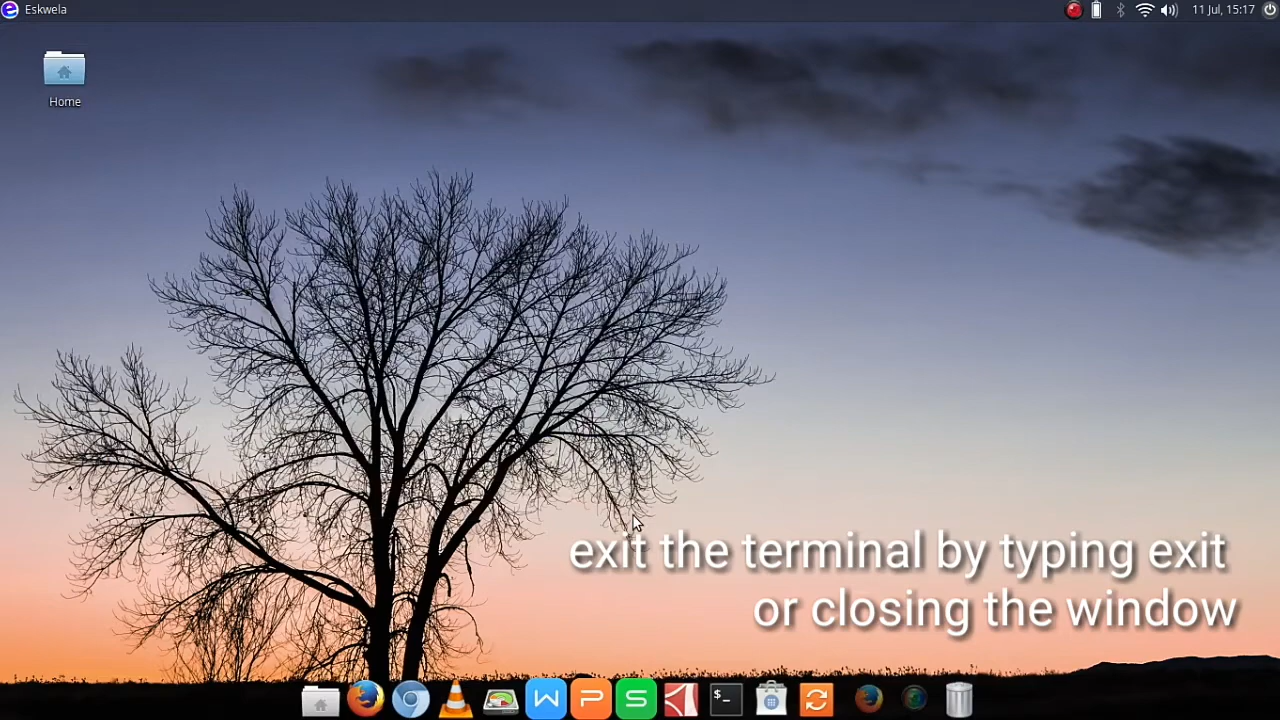 Eskwela
11 Jul, 15:17
Home
exit the terminal by typing exit
or closing the window
W
P
S
$_